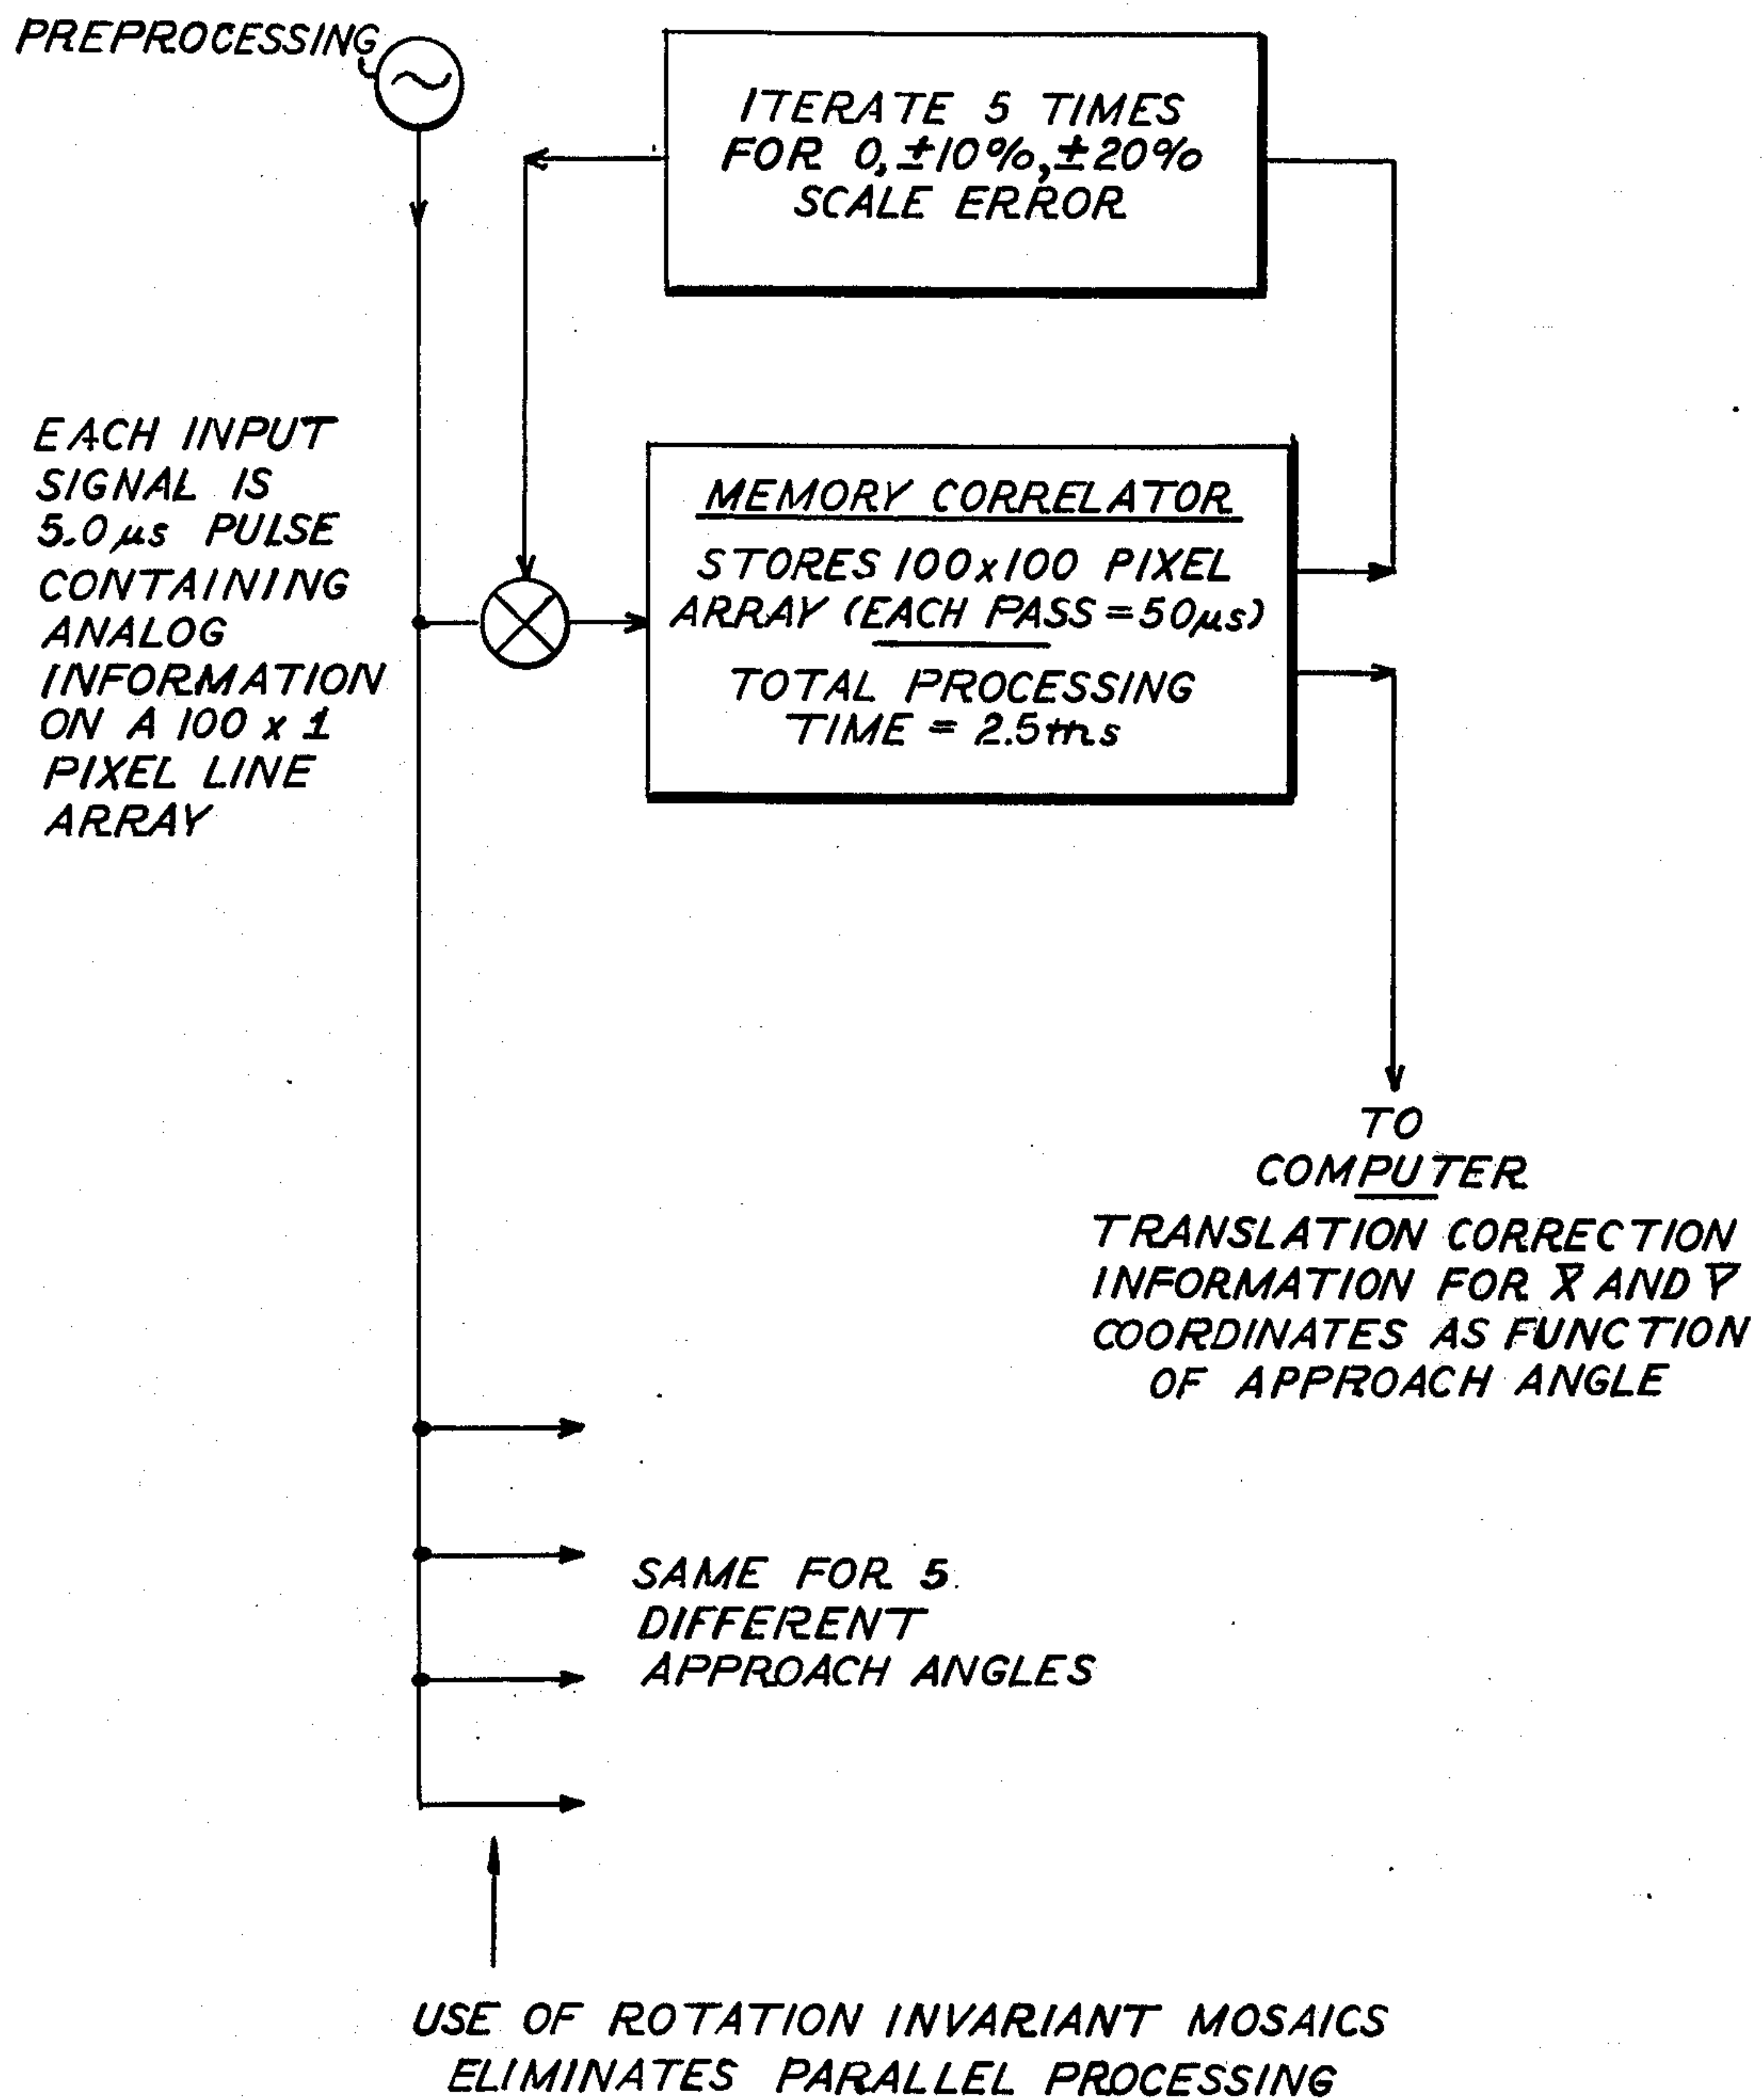 PREPROCESSING
ITERATE 5 TIMES
FOR 0, ±10%, ±20%
SCALE ERROR
EACH INPUT
SIGNAL IS
5.0 µs PULSE
CONTAINING
ANALOG
INFORMATION
ON A 100 x 1
PIXEL LINE
ARRAY
MEMORY CORRELATOR
STORES 100x100 PIXEL
ARRAY (EACH PASS = 50µs)
TOTAL PROCESSING
TIME = 2.5ms
TO
COMPUTER
TRANSLATION CORRECTION
INFORMATION FOR X̅ AND Y̅
COORDINATES AS FUNCTION
OF APPROACH ANGLE
SAME FOR 5
DIFFERENT
APPROACH ANGLES
USE OF ROTATION INVARIANT MOSAICS
ELIMINATES PARALLEL PROCESSING